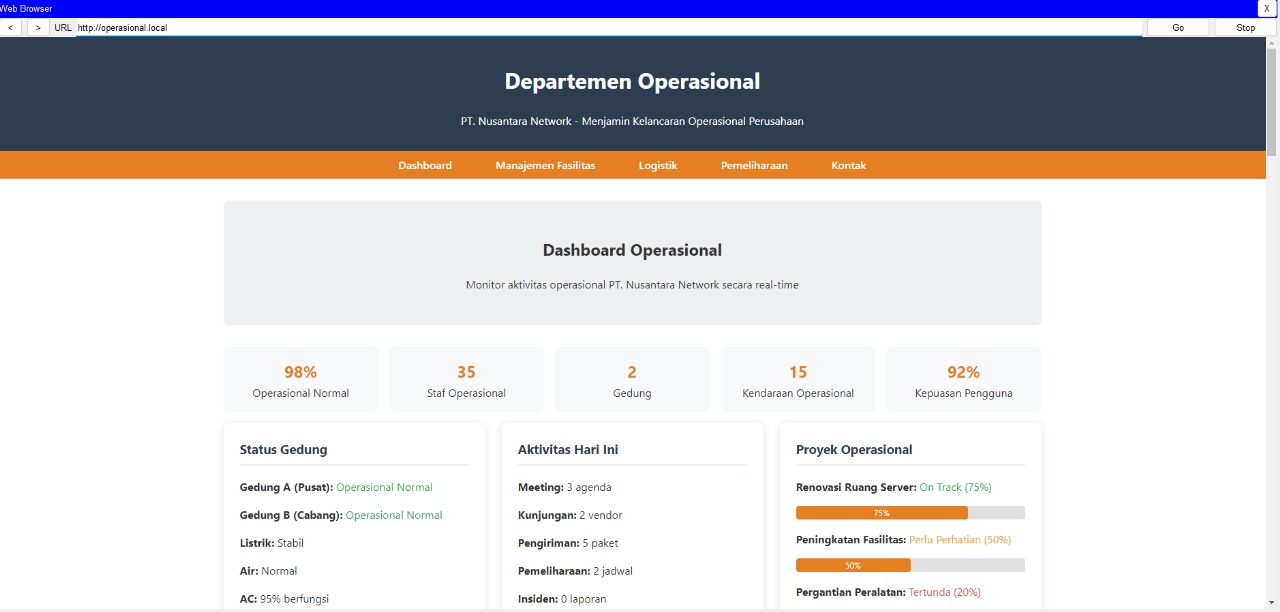 Web Browser
X
< > URL http://operasional.local Go Stop
Departemen Operasional
PT. Nusantara Network - Menjamin Kelancaran Operasional Perusahaan
Dashboard Manajemen Fasilitas Logistik Pemeliharaan Kontak
Dashboard Operasional
Monitor aktivitas operasional PT. Nusantara Network secara real-time
98%
Operasional Normal
35
Staf Operasional
2
Gedung
15
Kendaraan Operasional
92%
Kepuasan Pengguna
Status Gedung
Gedung A (Pusat): Operasional Normal
Gedung B (Cabang): Operasional Normal
Listrik: Stabil
Air: Normal
AC: 95% berfungsi
Aktivitas Hari Ini
Meeting: 3 agenda
Kunjungan: 2 vendor
Pengiriman: 5 paket
Pemeliharaan: 2 jadwal
Insiden: 0 laporan
Proyek Operasional
Renovasi Ruang Server: On Track (75%)
75%
Peningkatan Fasilitas: Perlu Perhatian (50%)
50%
Pergantian Peralatan: Tertunda (20%)